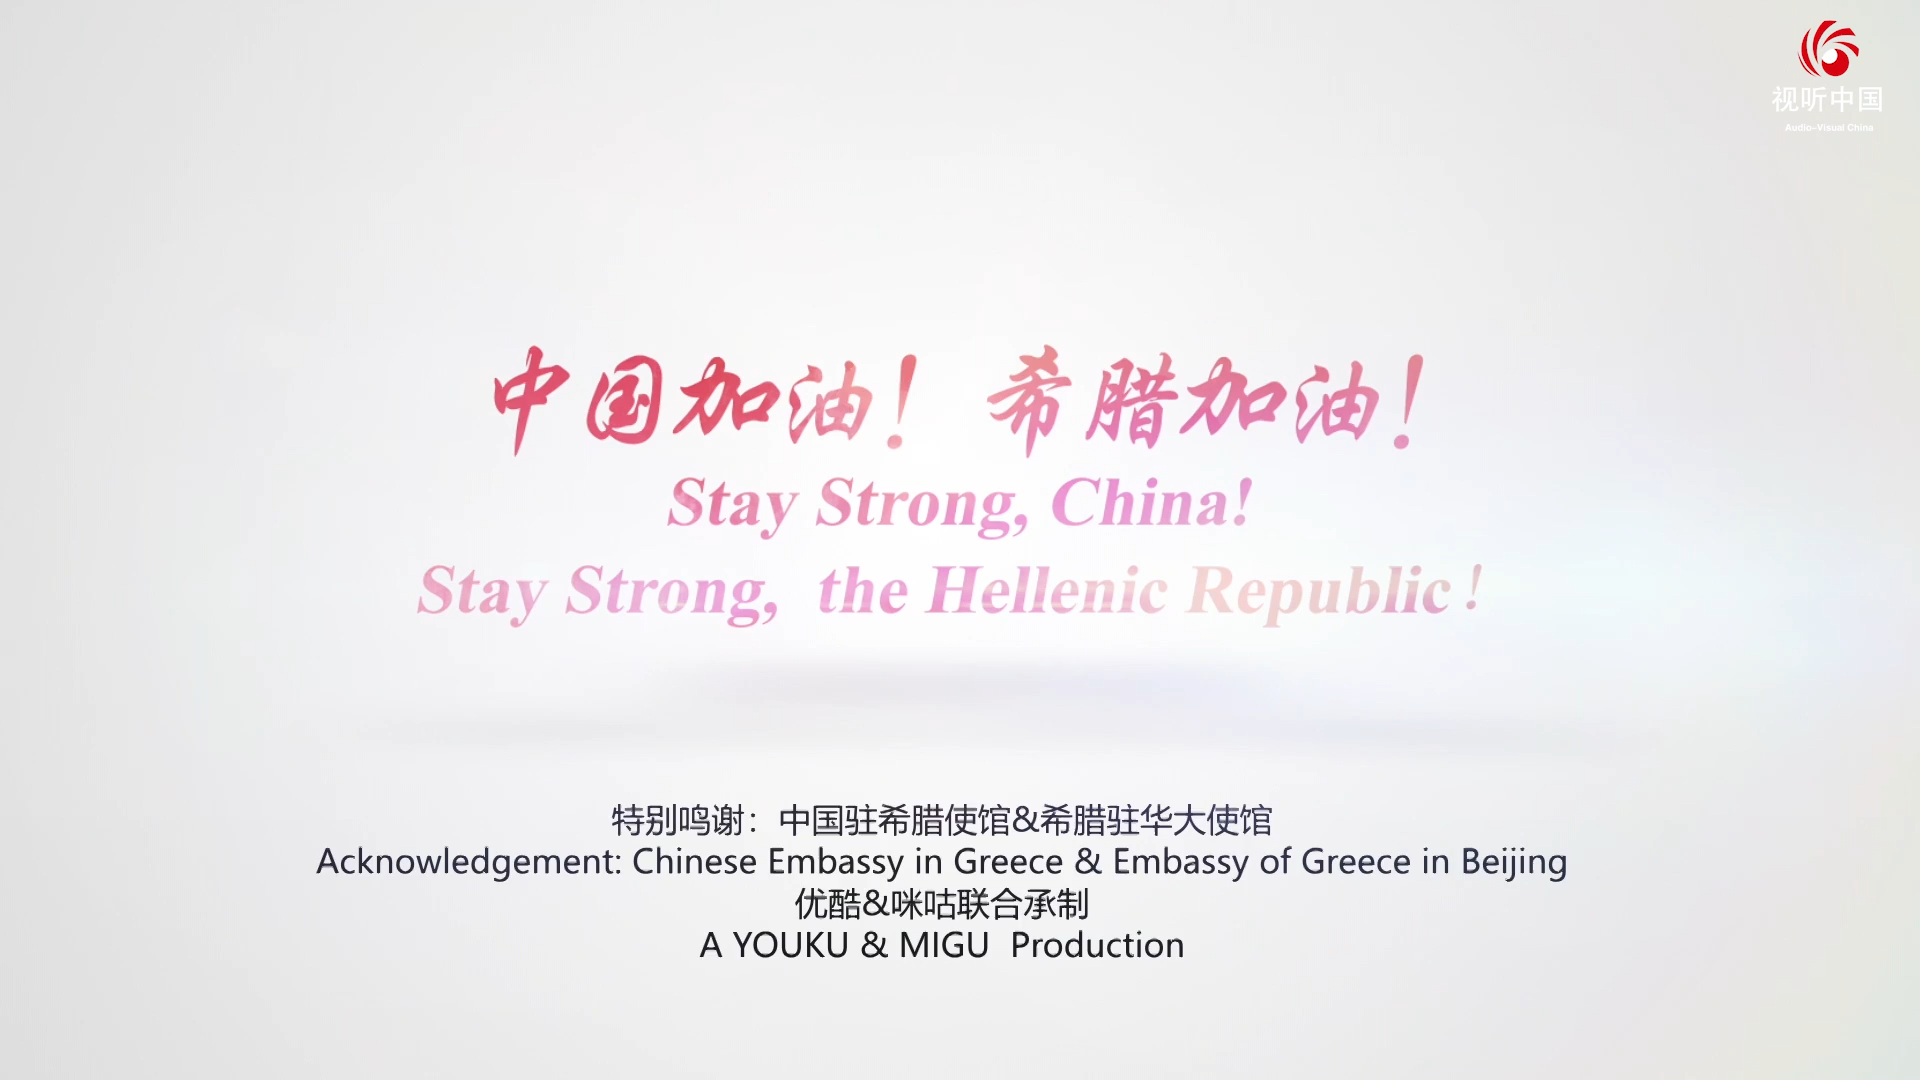 视听中国
Audio-Visual China
中国加油！ 希腊加油！
Stay Strong, China!
Stay Strong, the Hellenic Republic!
特别鸣谢：中国驻希腊使馆&希腊驻华大使馆
Acknowledgement: Chinese Embassy in Greece & Embassy of Greece in Beijing
优酷&咪咕联合承制
A YOUKU & MIGU Production